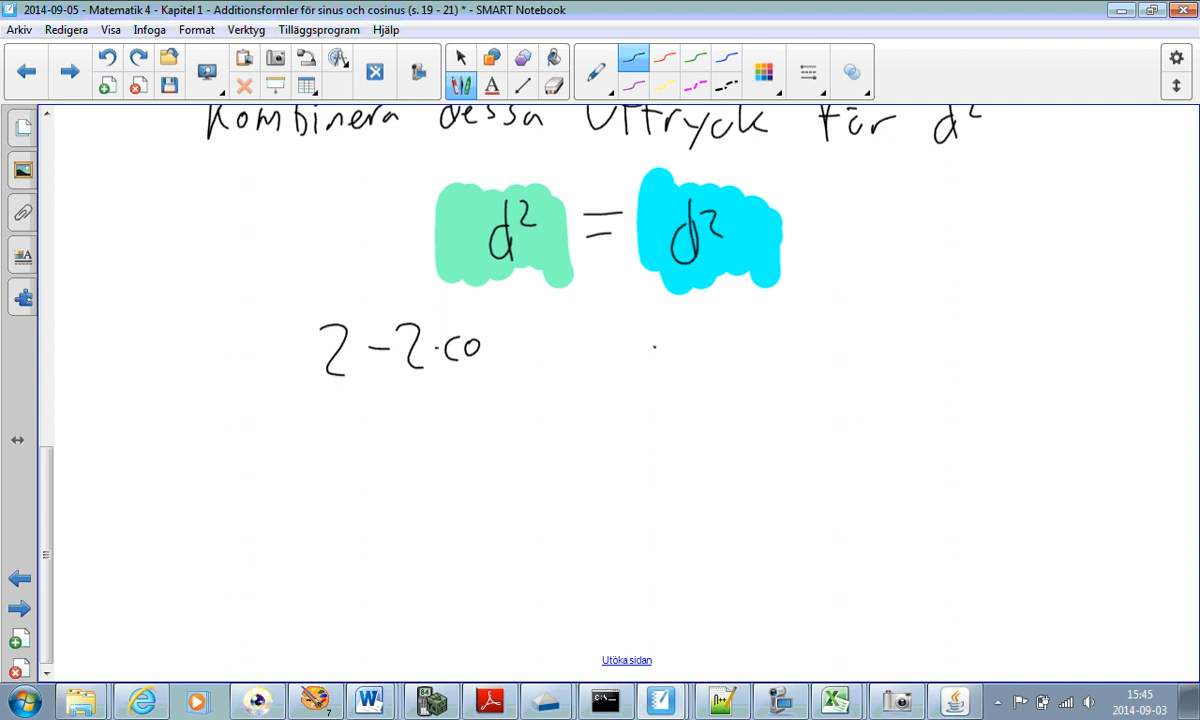 2014-09-05 - Matematik 4 - Kapitel 1 - Additionsformler för sinus och cosinus (s. 19 - 21) * - SMART Notebook
Arkiv Redigera Visa Infoga Format Verktyg Tilläggsprogram Hjälp
Kombinera dessa uttryck för d²
d² = d²
2 - 2·co
Utöka sidan
15:45
2014-09-03